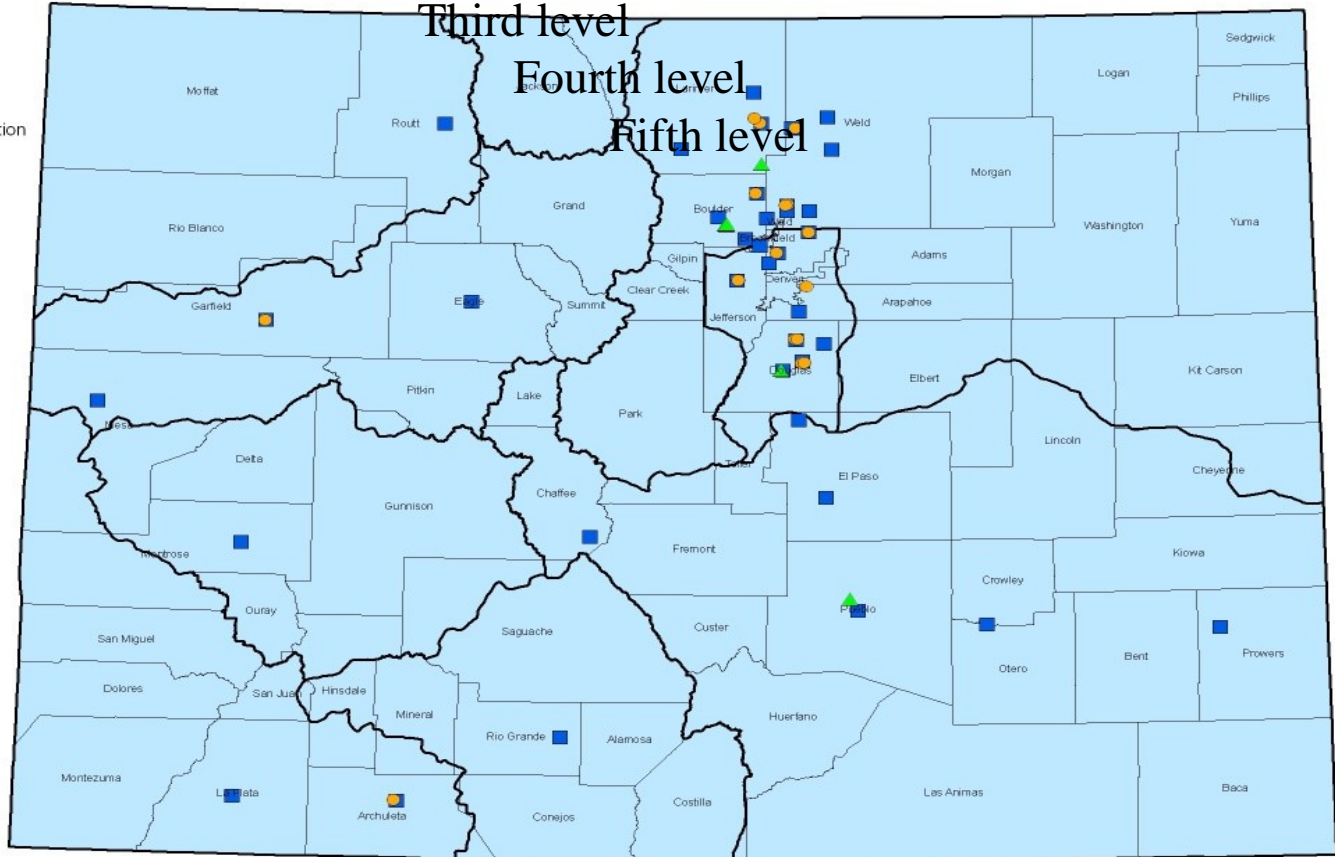 Third level
Sedgwick
Logan
Moffat
Jackson
Fourth level
Larimer
Phillips
Routt
Weld
tion
Fifth level
Morgan
Grand
Boulder
Washington
Yuma
Rio Blanco
Weld
Broomfield
Gilpin
Adams
Denver
Clear Creek
Eagle
Summit
Arapahoe
Garfield
Jefferson
Douglas
Kit Carson
Elbert
Pitkin
Lake
Park
Mesa
Lincoln
Delta
Teller
Cheyenne
El Paso
Chaffee
Gunnison
Fremont
Montrose
Kiowa
Crowley
Ouray
Pueblo
Saguache
Custer
San Miguel
Otero
Bent
Prowers
Dolores
San Juan
Hinsdale
Mineral
Huerfano
Rio Grande
Alamosa
Montezuma
La Plata
Archuleta
Conejos
Costilla
Las Animas
Baca